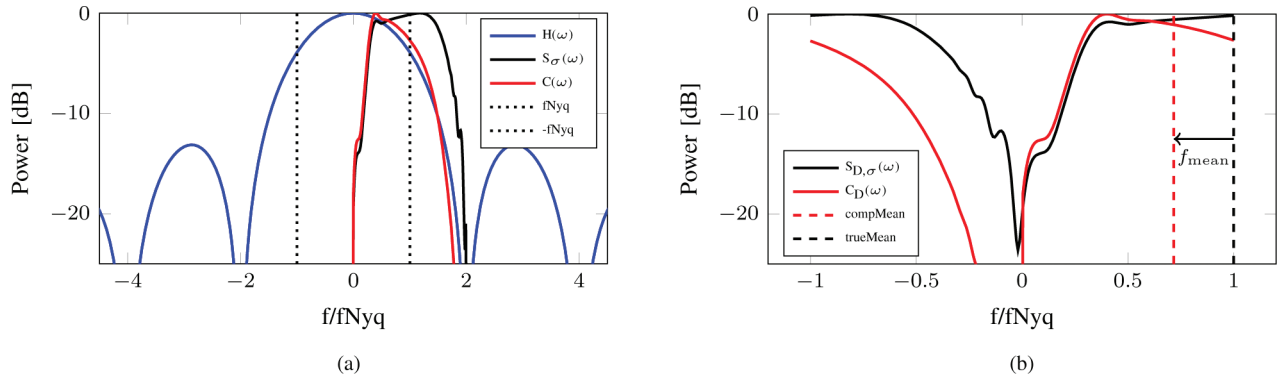 0
−10
−20
Power [dB]
−4
−2
0
2
4
f/fNyq
H(ω)
Sσ(ω)
C(ω)
fNyq
-fNyq
(a)
0
−10
−20
Power [dB]
−1
−0.5
0
0.5
1
f/fNyq
SD,σ(ω)
CD(ω)
compMean
trueMean
fmean
(b)